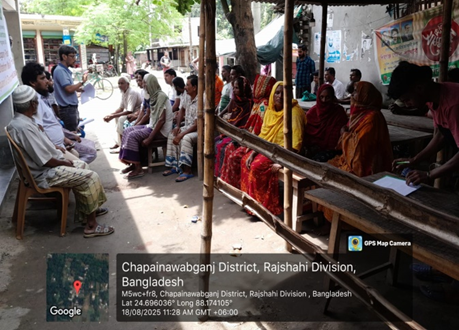 GPS Map Camera
Chapainawabganj District, Rajshahi Division,
Bangladesh
M5wc+fr8, Chapainawabganj District, Rajshahi Division , Bangladesh
Lat 24.696036° Long 88.174105°
18/08/2025 11:28 AM GMT +06:00
Google